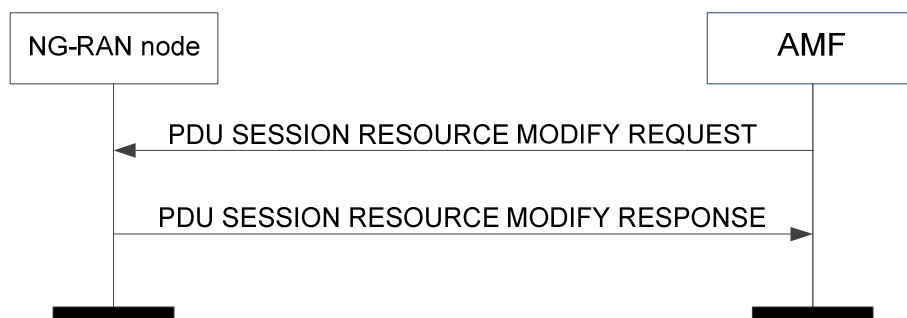 NG-RAN node
AMF
PDU SESSION RESOURCE MODIFY REQUEST
PDU SESSION RESOURCE MODIFY RESPONSE